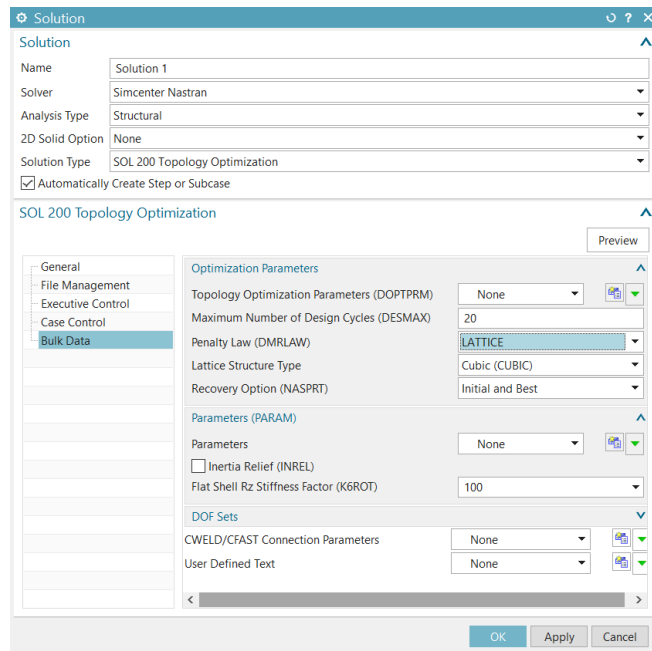 Solution
Solution
Name Solution 1
Solver Simcenter Nastran
Analysis Type Structural
2D Solid Option None
Solution Type SOL 200 Topology Optimization
Automatically Create Step or Subcase
SOL 200 Topology Optimization
Preview
General
File Management
Executive Control
Case Control
Bulk Data
Optimization Parameters
Topology Optimization Parameters (DOPTPRM) None
Maximum Number of Design Cycles (DESMAX) 20
Penalty Law (DMRLAW) LATTICE
Lattice Structure Type Cubic (CUBIC)
Recovery Option (NASPRT) Initial and Best
Parameters (PARAM)
Parameters None
Inertia Relief (INREL)
Flat Shell Rz Stiffness Factor (K6ROT) 100
DOF Sets
CWELD/CFAST Connection Parameters None
User Defined Text None
OK Apply Cancel